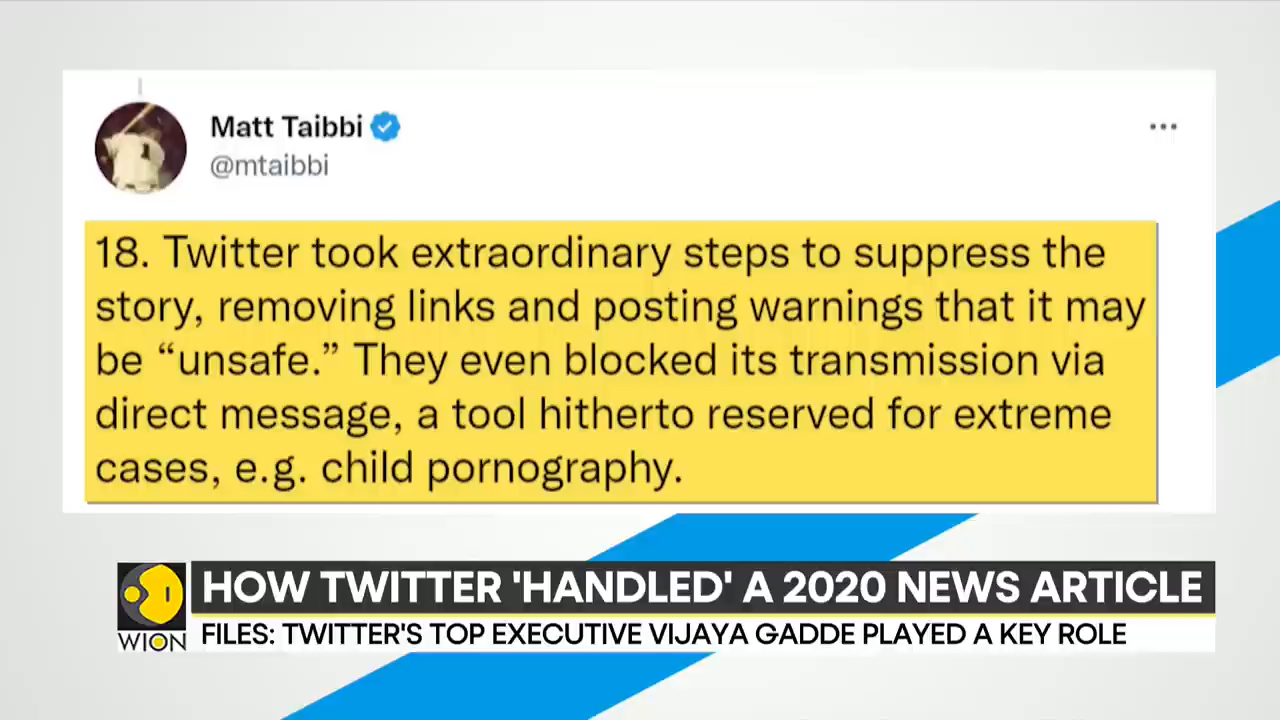 Matt Taibbi
@mtaibbi
18. Twitter took extraordinary steps to suppress the
story, removing links and posting warnings that it may
be “unsafe.” They even blocked its transmission via
direct message, a tool hitherto reserved for extreme
cases, e.g. child pornography.
HOW TWITTER 'HANDLED' A 2020 NEWS ARTICLE
WION
FILES: TWITTER'S TOP EXECUTIVE VIJAYA GADDE PLAYED A KEY ROLE